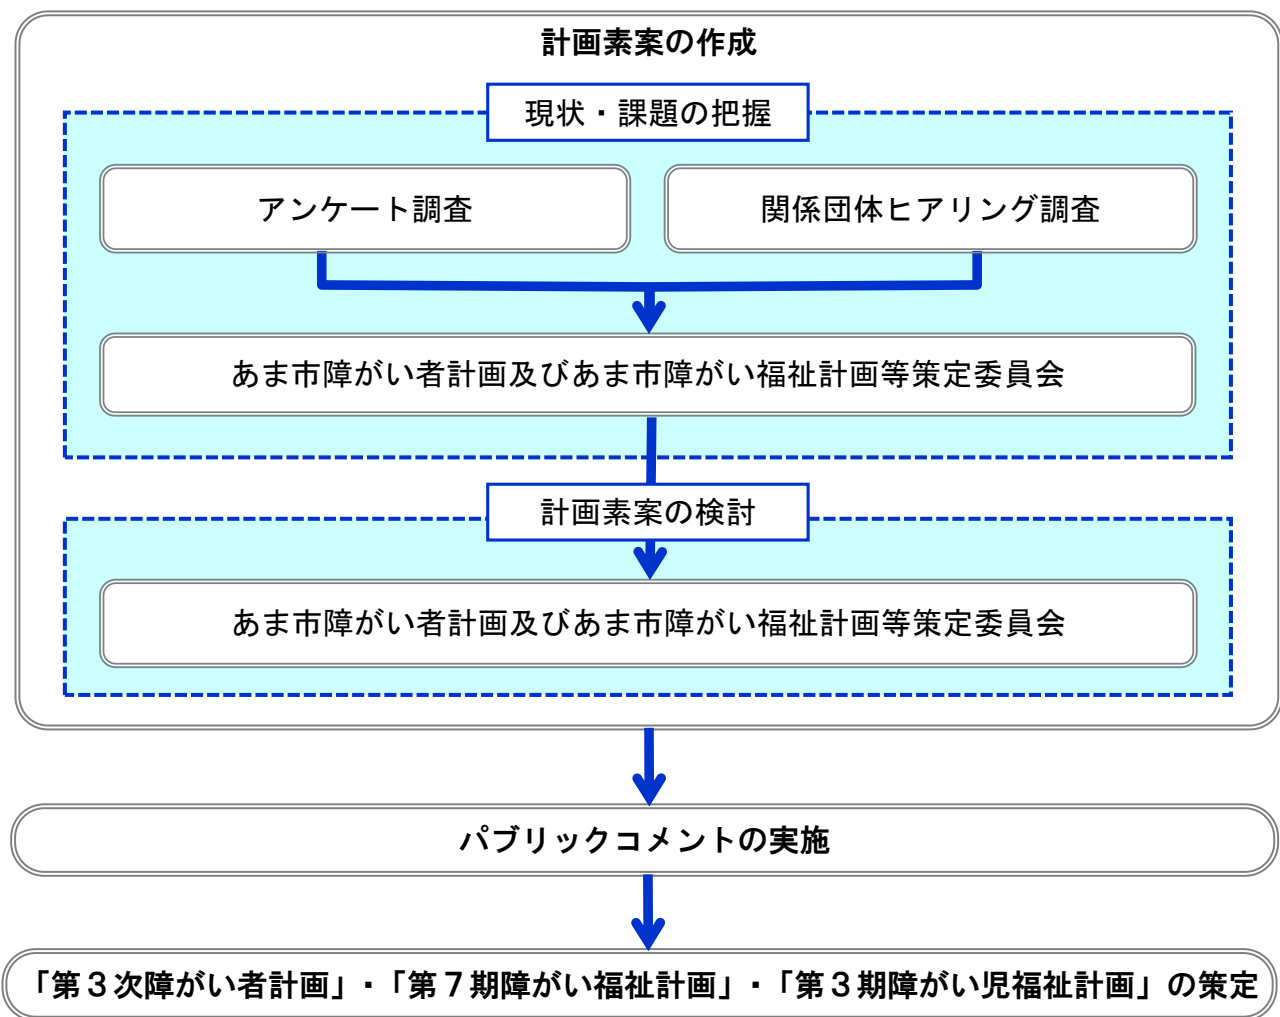 計画素案の作成
現状・課題の把握
アンケート調査
関係団体ヒアリング調査
あま市障がい者計画及びあま市障がい福祉計画等策定委員会
計画素案の検討
あま市障がい者計画及びあま市障がい福祉計画等策定委員会
パブリックコメントの実施
「第３次障がい者計画」・「第７期障がい福祉計画」・「第３期障がい児福祉計画」の策定